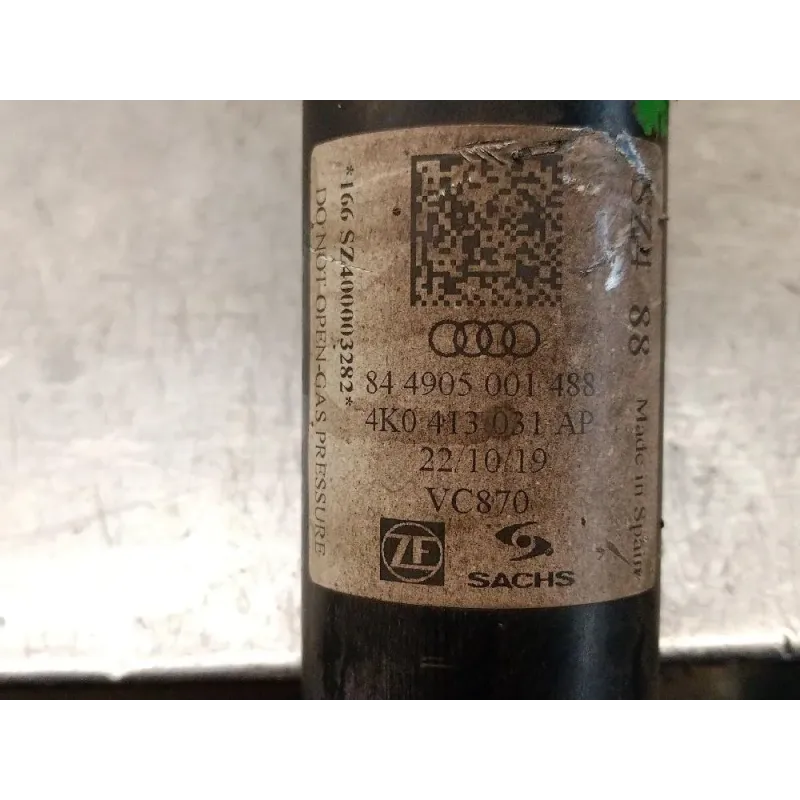 *166 SZ400003282*
DO NOT OPEN-GAS PRESSURE
84 4905 001 488
4K0 413 031 AP
22/10/19
VC870
ZF
SACHS
SZ4 88
Made in Spain